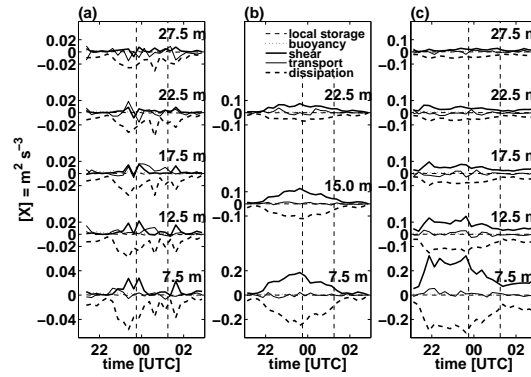 (a)
(b)
(c)
[X] = m² s⁻³
27.5 m
0.02
0
−0.02
22.5 m
0.02
0
−0.02
17.5 m
0.02
0
−0.02
12.5 m
0.02
0
−0.02
7.5 m
0.04
0
−0.04
22 00 02
time [UTC]
local storage
buoyancy
shear
transport
dissipation
22.5 m
0.1
0
−0.1
15.0 m
0.1
0
−0.1
7.5 m
0.2
0
−0.2
22 00 02
time [UTC]
27.5 m
0.1
0
−0.1
22.5 m
0.1
0
−0.1
17.5 m
0.1
0
−0.1
12.5 m
0.1
0
−0.1
7.5 m
0.2
0
−0.2
22 00 02
time [UTC]